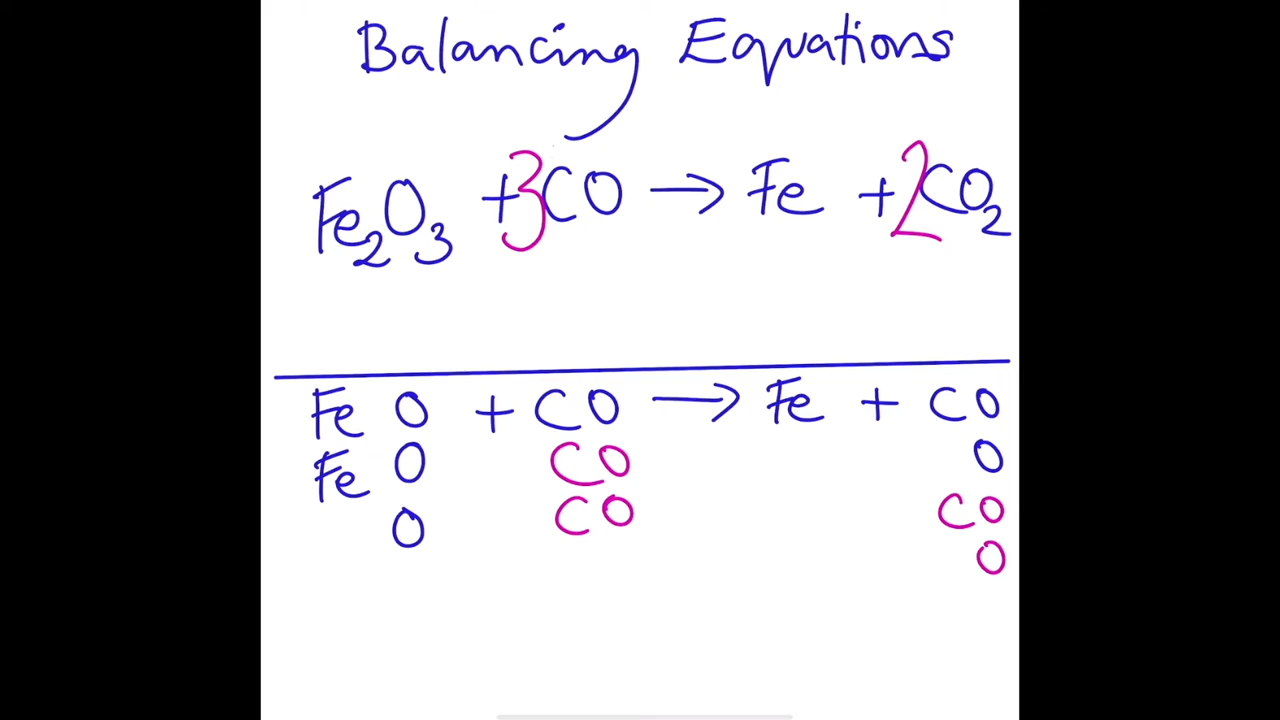 Balancing Equations
Fe₂O₃ + 3CO → Fe + 2CO₂
Fe O + CO → Fe + CO
Fe O CO O
O CO CO
O